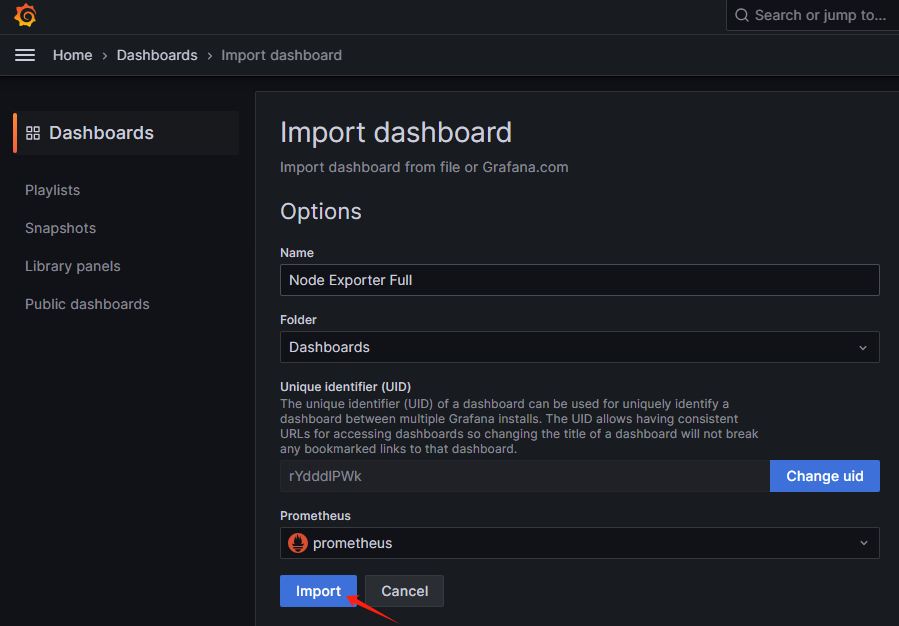 Search or jump to...
Home › Dashboards › Import dashboard
Dashboards
Playlists
Snapshots
Library panels
Public dashboards
Import dashboard
Import dashboard from file or Grafana.com
Options
Name
Node Exporter Full
Folder
Dashboards
Unique identifier (UID)
The unique identifier (UID) of a dashboard can be used for uniquely identify a
dashboard between multiple Grafana installs. The UID allows having consistent
URLs for accessing dashboards so changing the title of a dashboard will not break
any bookmarked links to that dashboard.
rYdddlPWk
Change uid
Prometheus
prometheus
Import
Cancel